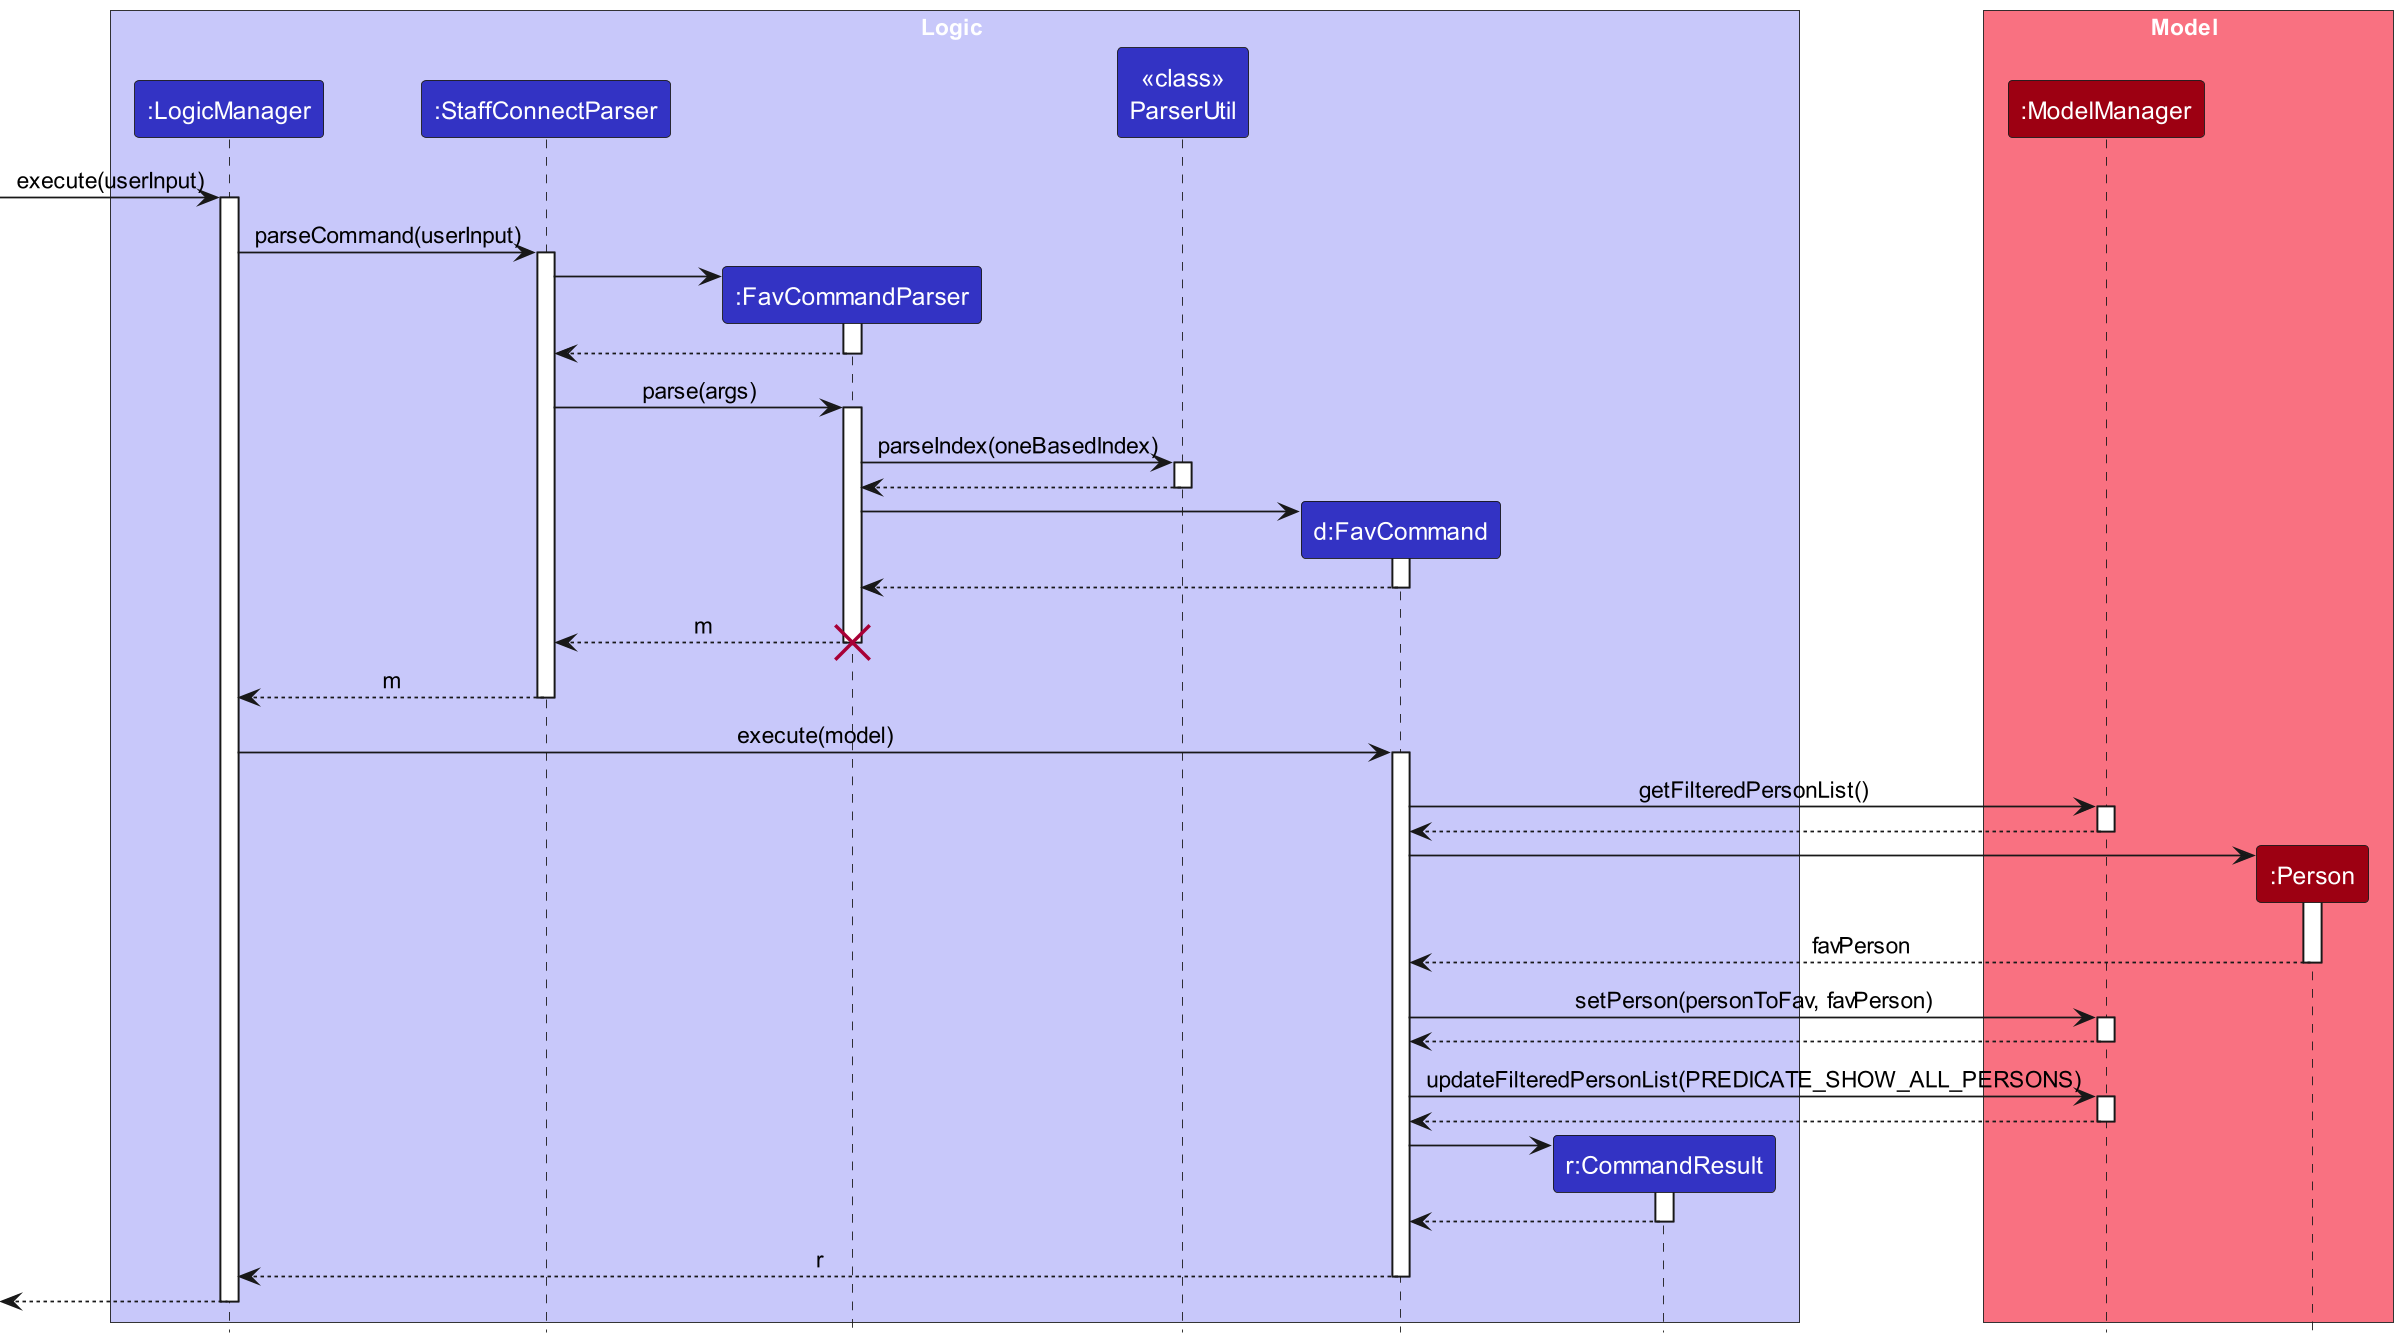 Logic
Model
«class»
ParserUtil
:LogicManager
:StaffConnectParser
:ModelManager
execute(userInput)
parseCommand(userInput)
:FavCommandParser
parse(args)
parseIndex(oneBasedIndex)
d:FavCommand
m
m
execute(model)
getFilteredPersonList()
:Person
favPerson
setPerson(personToFav, favPerson)
updateFilteredPersonList(PREDICATE_SHOW_ALL_PERSONS)
r:CommandResult
r